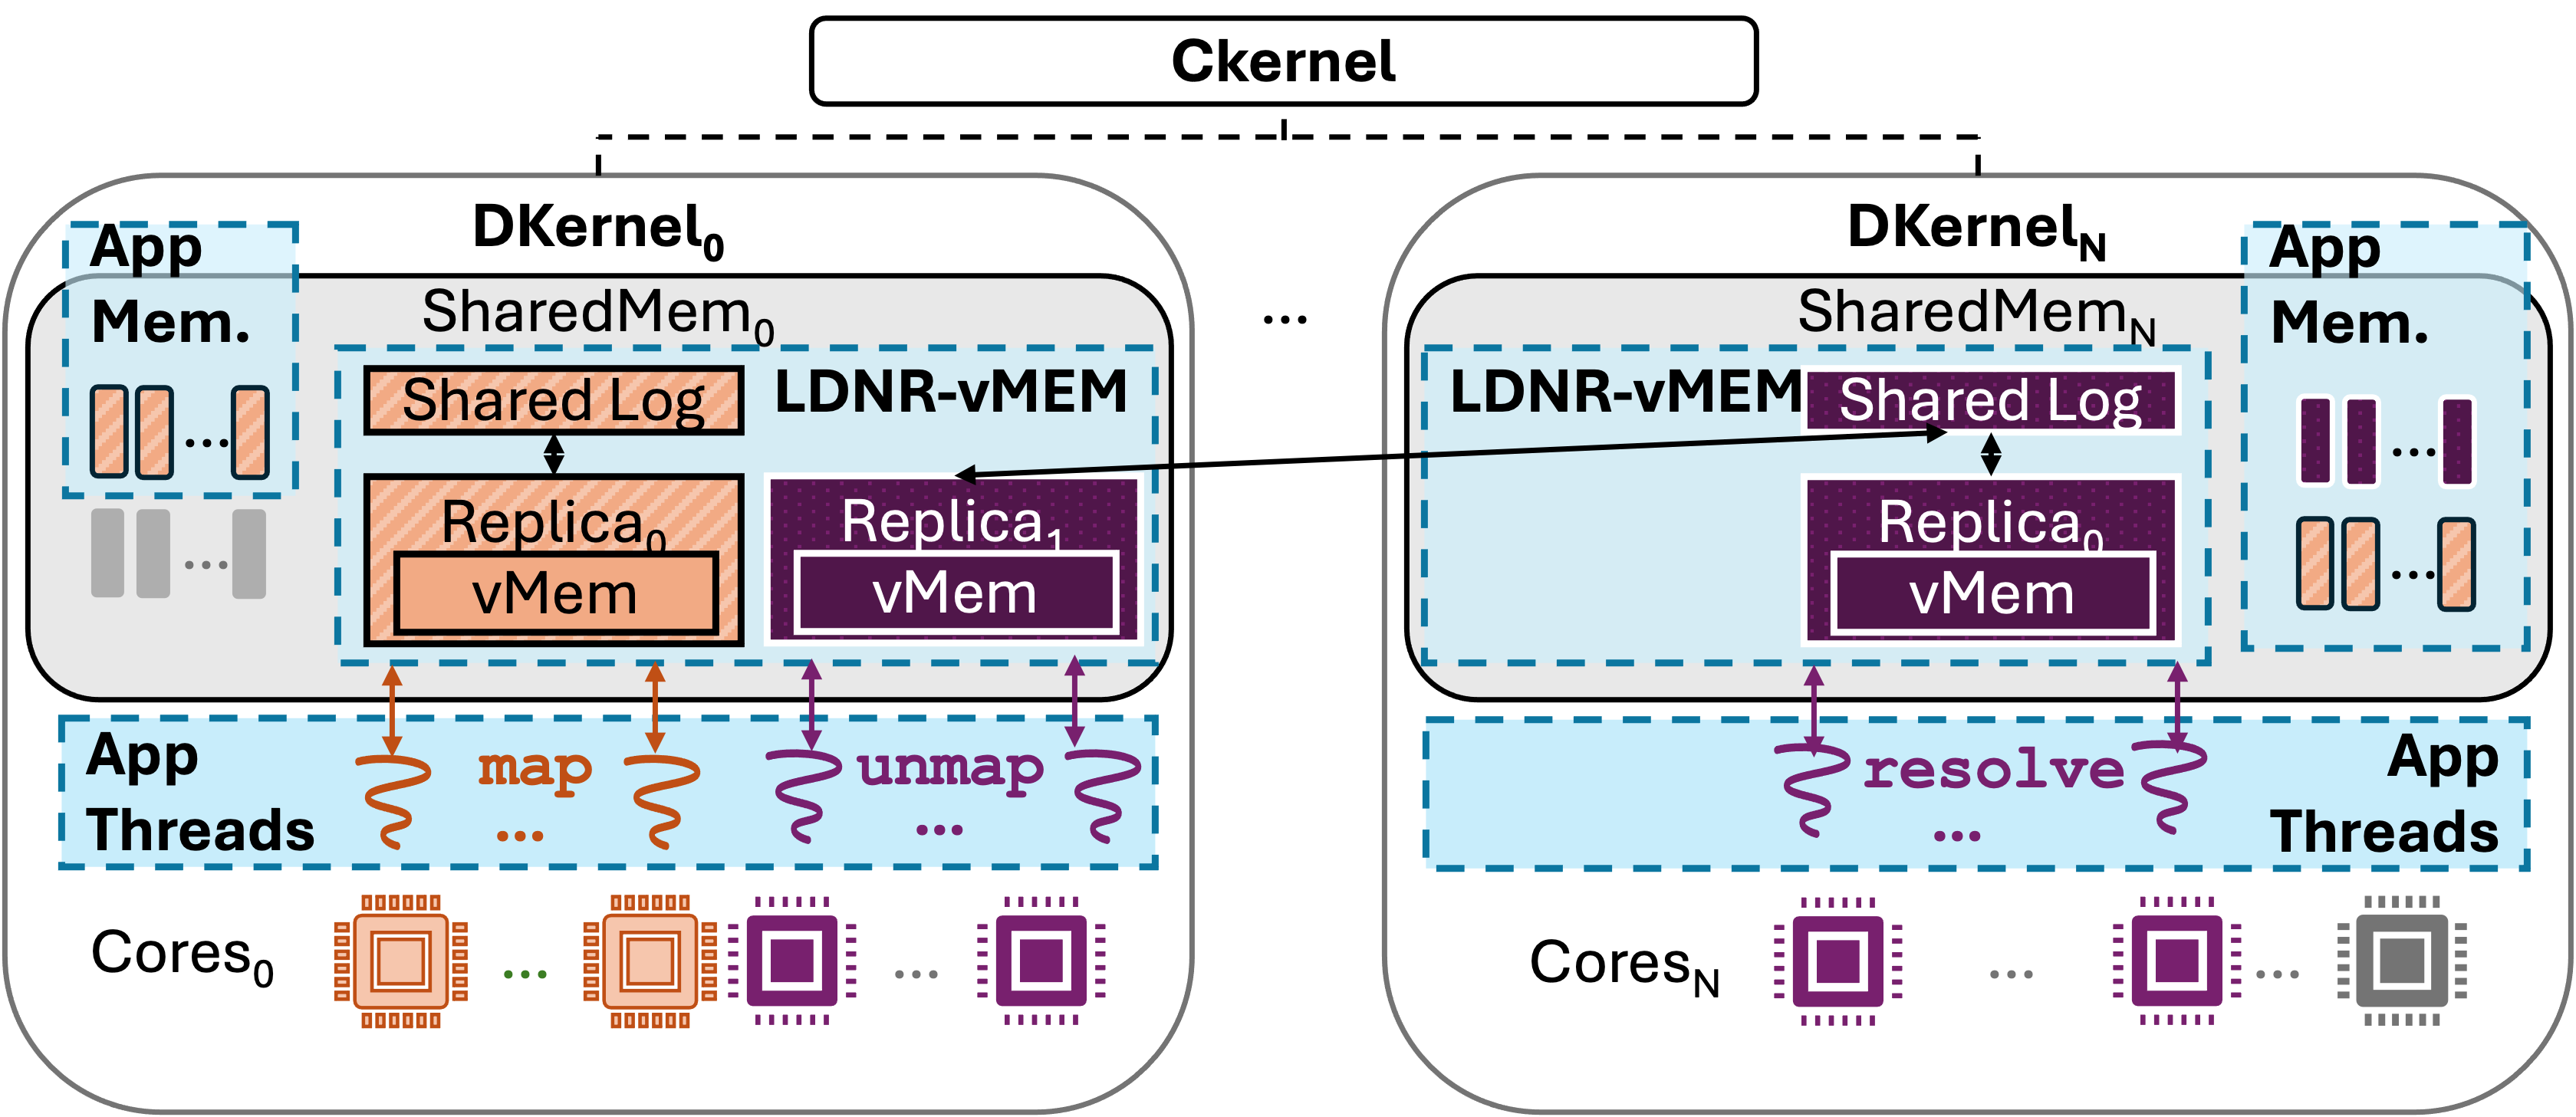 Ckernel
DKernel0
App
Mem.
SharedMem0
Shared Log
LDNR-vMEM
...
Replica0
vMem
Replica1
vMem
...
App
Threads
map
...
unmap
...
Cores0
...
...
...
DKernelN
App
Mem.
SharedMemN
LDNR-vMEM
Shared Log
...
Replica0
vMem
...
resolve
...
App
Threads
CoresN
...
...